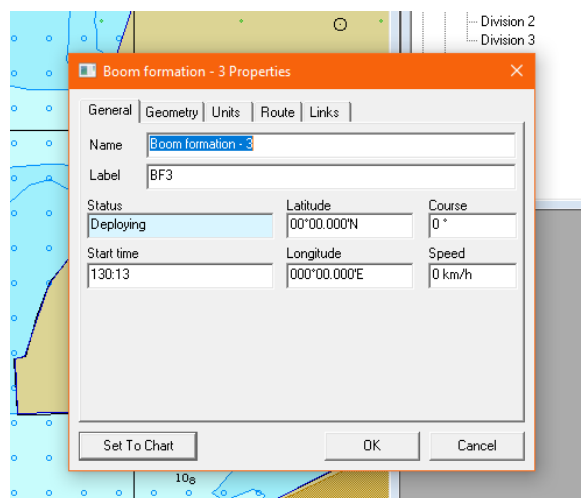 Division 2
Division 3
Boom formation - 3 Properties
General Geometry Units Route Links
Name Boom formation - 3
Label BF3
Status Latitude Course
Deploying 00°00.000'N 0 °
Start time Longitude Speed
130:13 000°00.000'E 0 km/h
Set To Chart OK Cancel
10₈